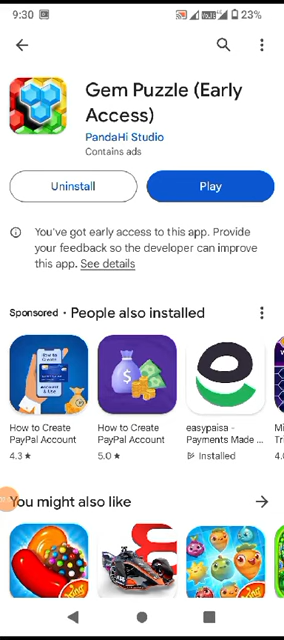 9:30
23%
Gem Puzzle (Early
Access)
PandaHi Studio
Contains ads
Uninstall
Play
You've got early access to this app. Provide
your feedback so the developer can improve
this app. See details
Sponsored · People also installed
How to Create
PayPal Account
4.3 ★
How to Create
PayPal Account
5.0 ★
easypaisa -
Payments Made ...
Installed
Mi
4.
You might also like